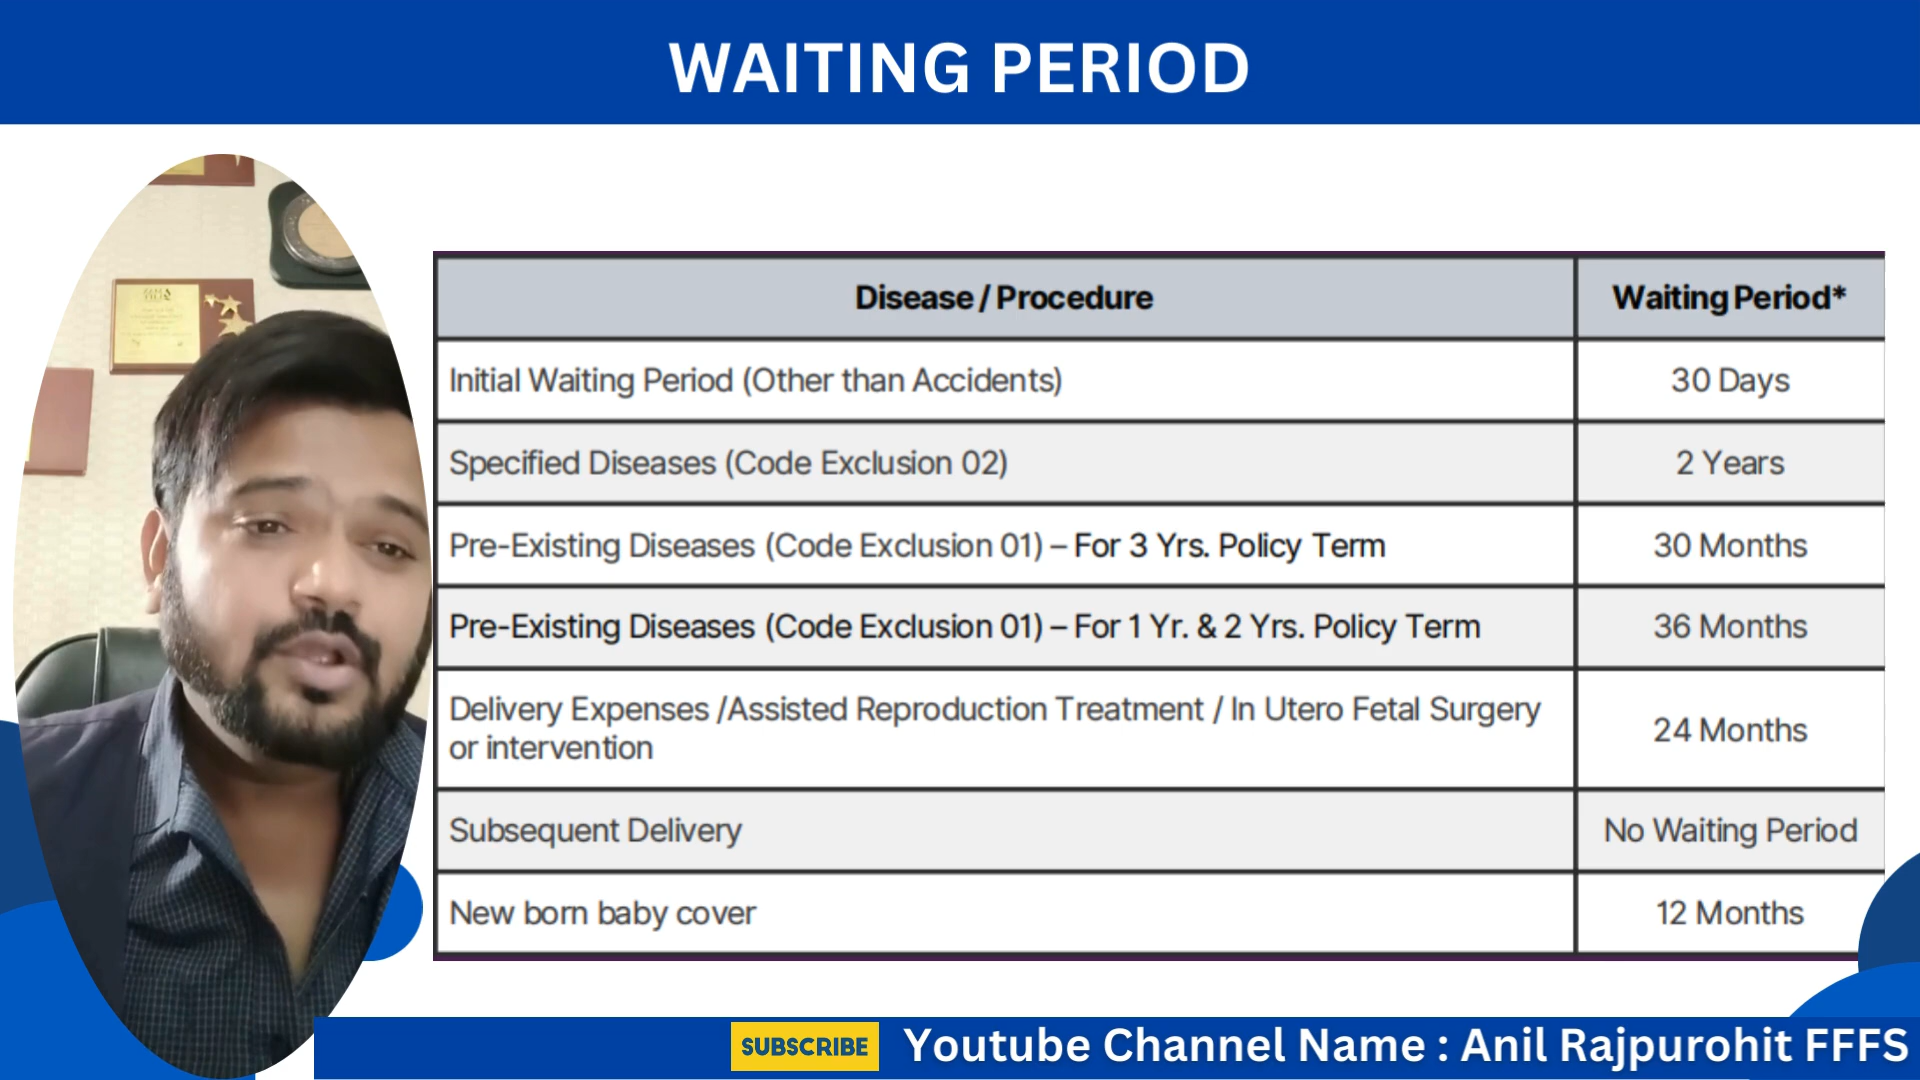 WAITING PERIOD
Disease / Procedure
Waiting Period*
Initial Waiting Period (Other than Accidents)
30 Days
Specified Diseases (Code Exclusion 02)
2 Years
Pre-Existing Diseases (Code Exclusion 01) – For 3 Yrs. Policy Term
30 Months
Pre-Existing Diseases (Code Exclusion 01) – For 1 Yr. & 2 Yrs. Policy Term
36 Months
Delivery Expenses /Assisted Reproduction Treatment / In Utero Fetal Surgery
or intervention
24 Months
Subsequent Delivery
No Waiting Period
New born baby cover
12 Months
SUBSCRIBE
Youtube Channel Name : Anil Rajpurohit FFFS